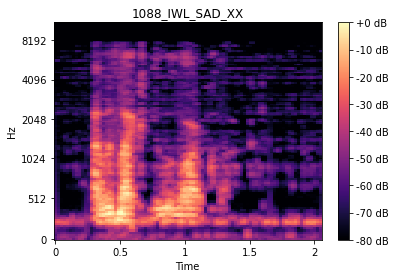 1088_IWL_SAD_XX
+0 dB
8192
-10 dB
4096
-20 dB
-30 dB
2048
Hz
-40 dB
1024
-50 dB
512
-60 dB
-70 dB
0
-80 dB
0 0.5 1 1.5 2
Time